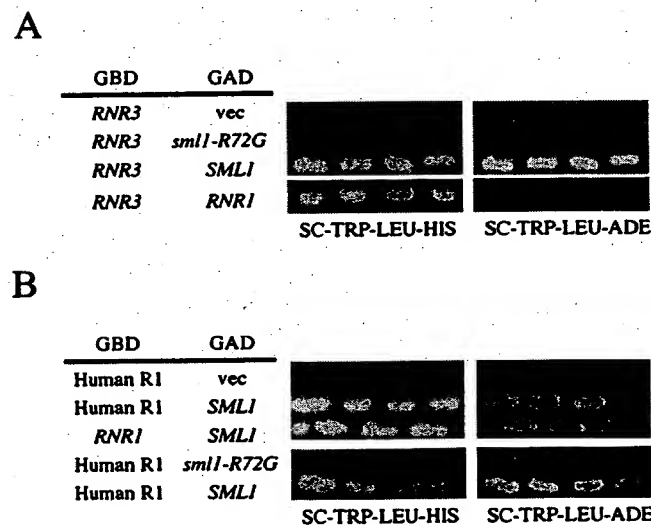 A
GBD GAD
RNR3 vec
RNR3 sml1-R72G
RNR3 SML1
RNR3 RNR1
SC-TRP-LEU-HIS SC-TRP-LEU-ADE
B
GBD GAD
Human R1 vec
Human R1 SML1
RNR1 SML1
Human R1 sml1-R72G
Human R1 SML1
SC-TRP-LEU-HIS SC-TRP-LEU-ADE